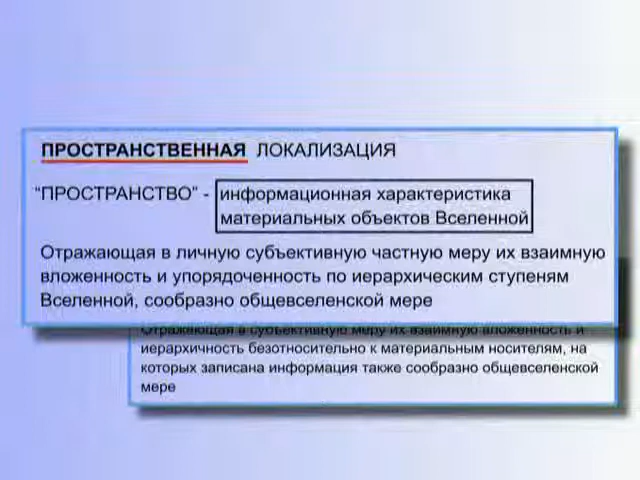 ПРОСТРАНСТВЕННАЯ ЛОКАЛИЗАЦИЯ
“ПРОСТРАНСТВО” - информационная характеристика
материальных объектов Вселенной
Отражающая в личную субъективную частную меру их взаимную
вложенность и упорядоченность по иерархическим ступеням
Вселенной, сообразно общевселенской мере
Отражающая в субъективную меру их взаимную вложенность и
иерархичность безотносительно к материальным носителям, на
которых записана информация также сообразно общевселенской
мере